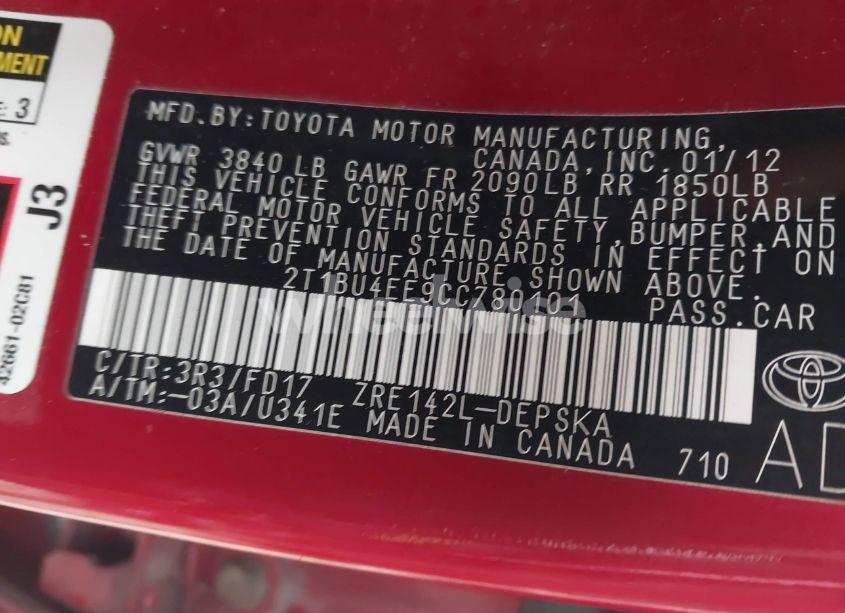 ON
MENT
E: 3
BS.
J3
42661-02C81
MFD.BY:TOYOTA MOTOR MANUFACTURING,
CANADA,INC.01/12
GVWR 3840 LB GAWR FR 2090LB RR 1850LB
THIS VEHICLE CONFORMS TO ALL APPLICABLE
FEDERAL MOTOR VEHICLE SAFETY,BUMPER,AND
THEFT PREVENTION STANDARDS IN EFFECT ON
THE DATE OF MANUFACTURE SHOWN ABOVE.
2T1BU4EE9CC780101 PASS.CAR
wheelwise
C/TR:3R3/FD17 ZRE142L-DEPSKA
A/TM:-03A/U341E MADE IN CANADA 710 AD